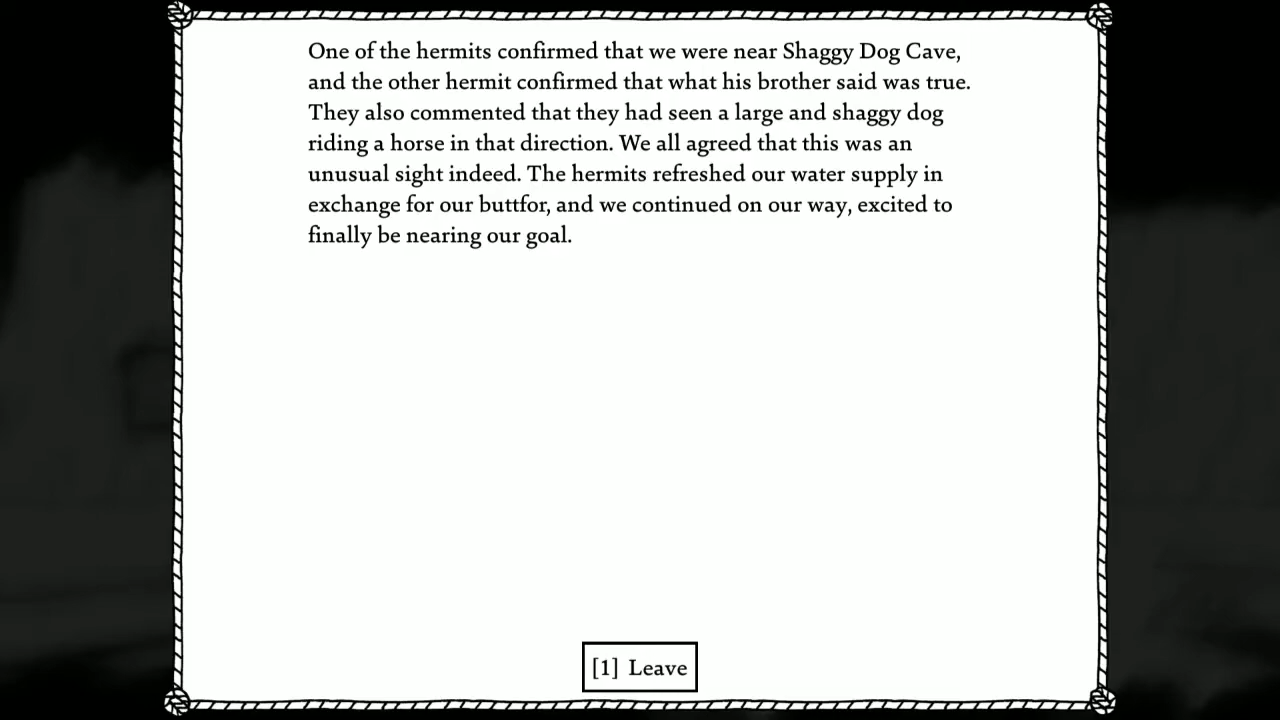 One of the hermits confirmed that we were near Shaggy Dog Cave,
and the other hermit confirmed that what his brother said was true.
They also commented that they had seen a large and shaggy dog
riding a horse in that direction. We all agreed that this was an
unusual sight indeed. The hermits refreshed our water supply in
exchange for our buttfor, and we continued on our way, excited to
finally be nearing our goal.
[1] Leave